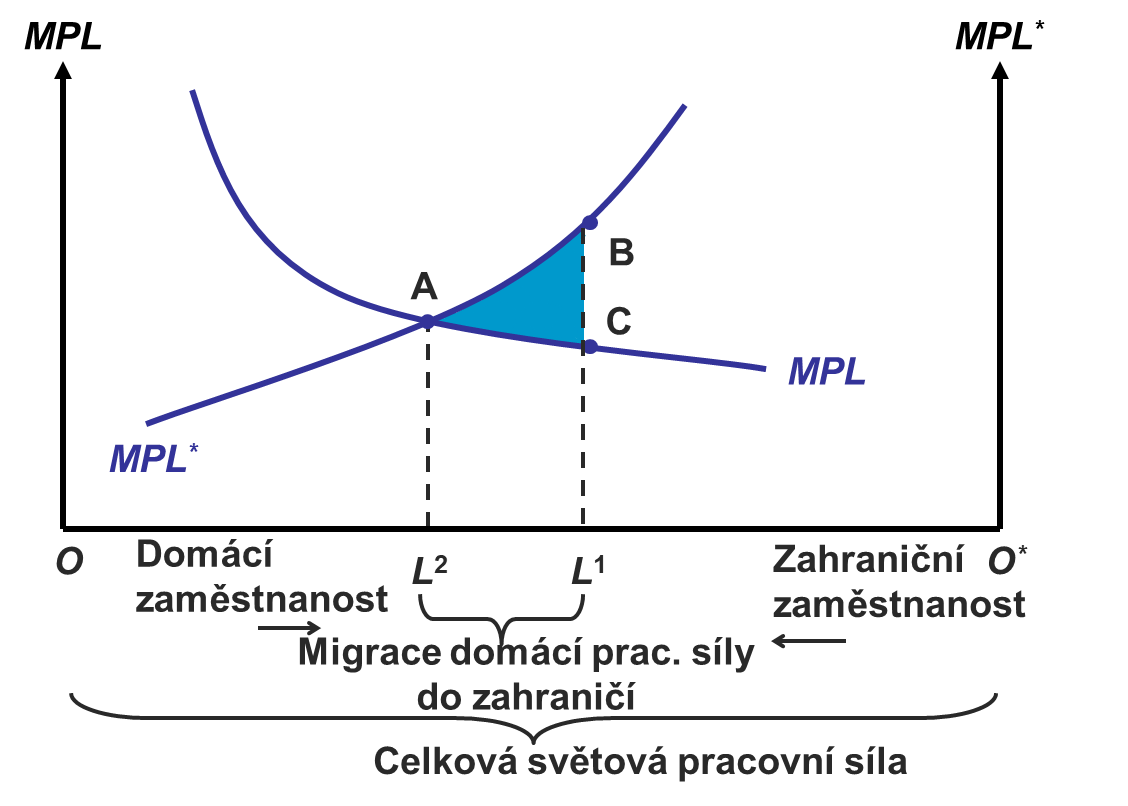 MPL
MPL*
A
B
C
MPL
MPL*
O
Domácí
zaměstnanost
L²
L¹
Zahraniční
zaměstnanost
O*
Migrace domácí prac. síly
do zahraničí
Celková světová pracovní síla